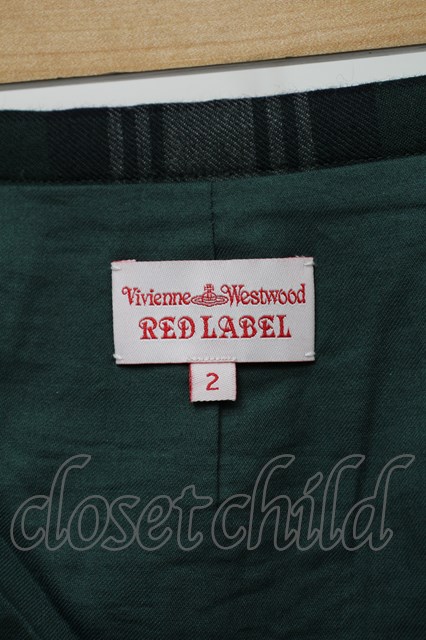 Vivienne Westwood
RED LABEL
2
closet child